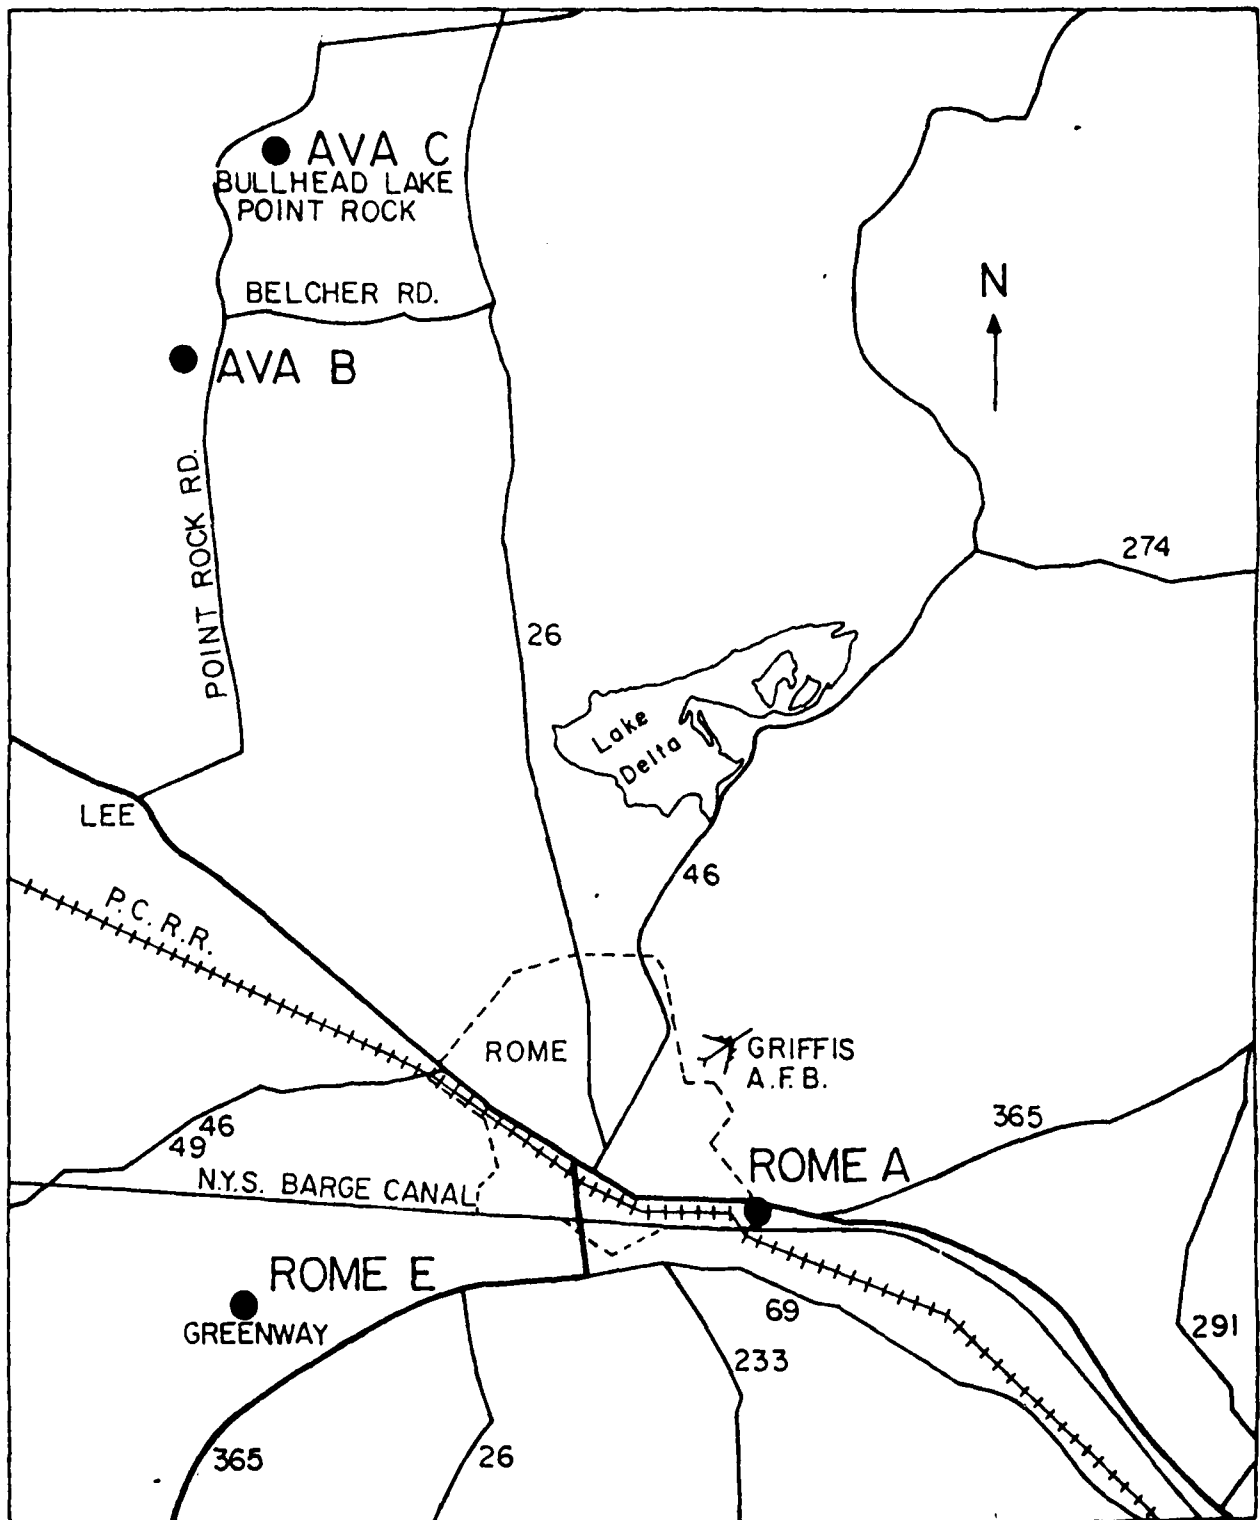 AVA C
BULLHEAD LAKE
POINT ROCK
BELCHER RD.
N
AVA B
POINT ROCK RD.
274
26
Lake
Delta
LEE
46
P.C.R.R.
ROME
GRIFFIS
A.F.B.
365
46
49
ROME A
N.Y.S. BARGE CANAL
ROME E
GREENWAY
69
291
233
365
26